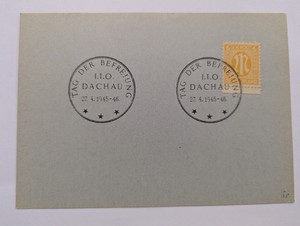 TAG DER BEFREIUNG
I.I.O.
DACHAU
27.4.1945-46
TAG DER BEFREIUNG
I.I.O.
DACHAU
27.4.1945-46